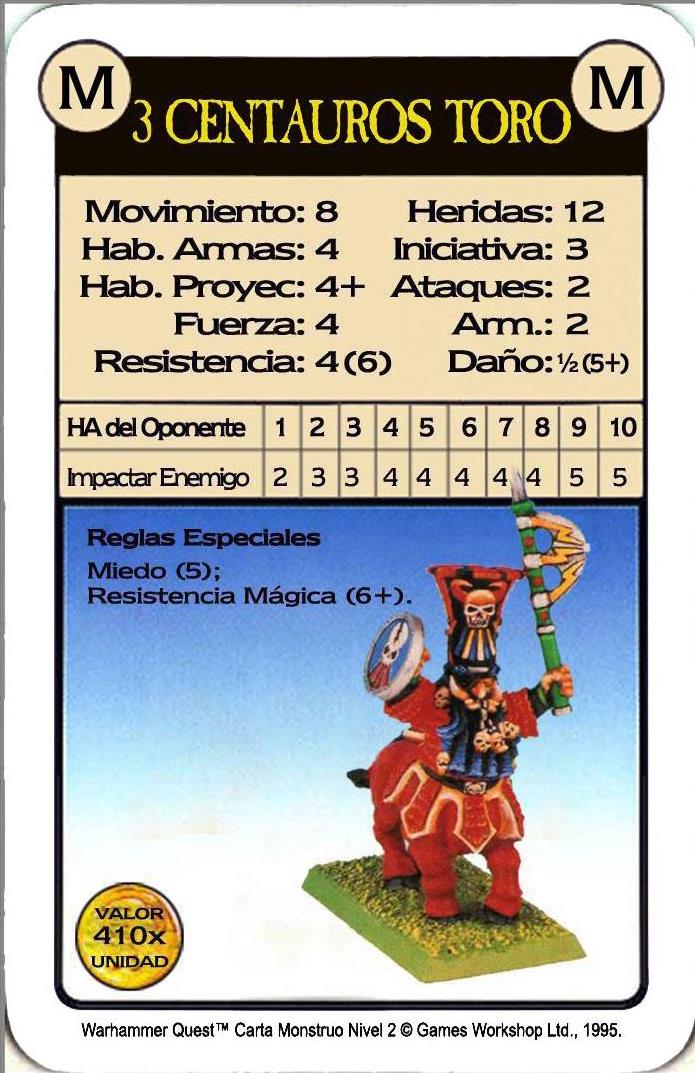 M M
3 CENTAUROS TORO
Movimiento: 8 Heridas: 12
Hab. Armas: 4 Iniciativa: 3
Hab. Proyec: 4+ Ataques: 2
Fuerza: 4 Arm.: 2
Resistencia: 4(6) Daño: ½(5+)
HA del Oponente 1 2 3 4 5 6 7 8 9 10
Impactar Enemigo 2 3 3 4 4 4 4 4 5 5
Reglas Especiales
Miedo (5);
Resistencia Mágica (6+).
VALOR
410x
UNIDAD
Warhammer Quest™ Carta Monstruo Nivel 2 © Games Workshop Ltd., 1995.